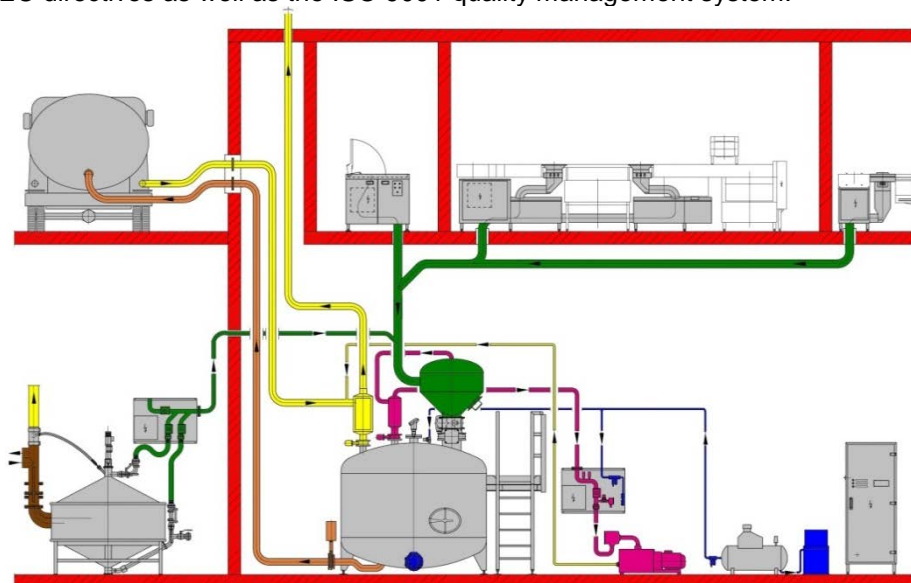 EC directives as well as the ISO 9001 quality management system.